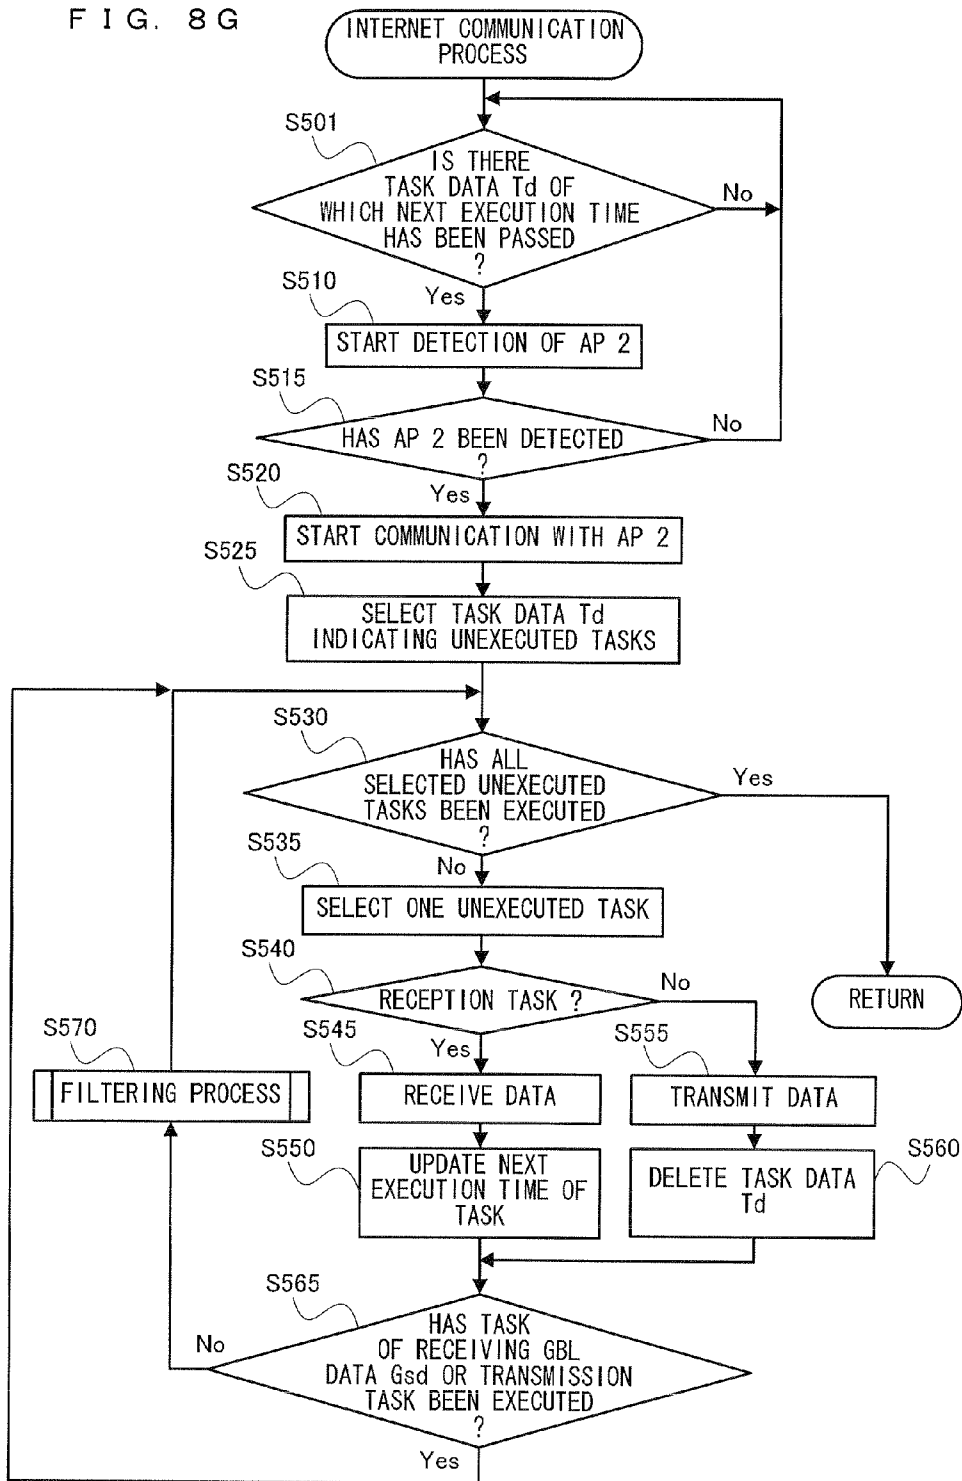 FIG. 8G
INTERNET COMMUNICATION
PROCESS
S501
IS THERE
TASK DATA Td OF
WHICH NEXT EXECUTION TIME
HAS BEEN PASSED
?
No
Yes
S510
START DETECTION OF AP 2
S515
HAS AP 2 BEEN DETECTED
?
No
Yes
S520
START COMMUNICATION WITH AP 2
S525
SELECT TASK DATA Td
INDICATING UNEXECUTED TASKS
S530
HAS ALL
SELECTED UNEXECUTED
TASKS BEEN EXECUTED
?
Yes
No
S535
SELECT ONE UNEXECUTED TASK
S540
RECEPTION TASK ?
No
Yes
RETURN
S545
RECEIVE DATA
S555
TRANSMIT DATA
S570
FILTERING PROCESS
S550
UPDATE NEXT
EXECUTION TIME OF
TASK
S560
DELETE TASK DATA
Td
S565
HAS TASK
OF RECEIVING GBL
DATA Gsd OR TRANSMISSION
TASK BEEN EXECUTED
?
No
Yes